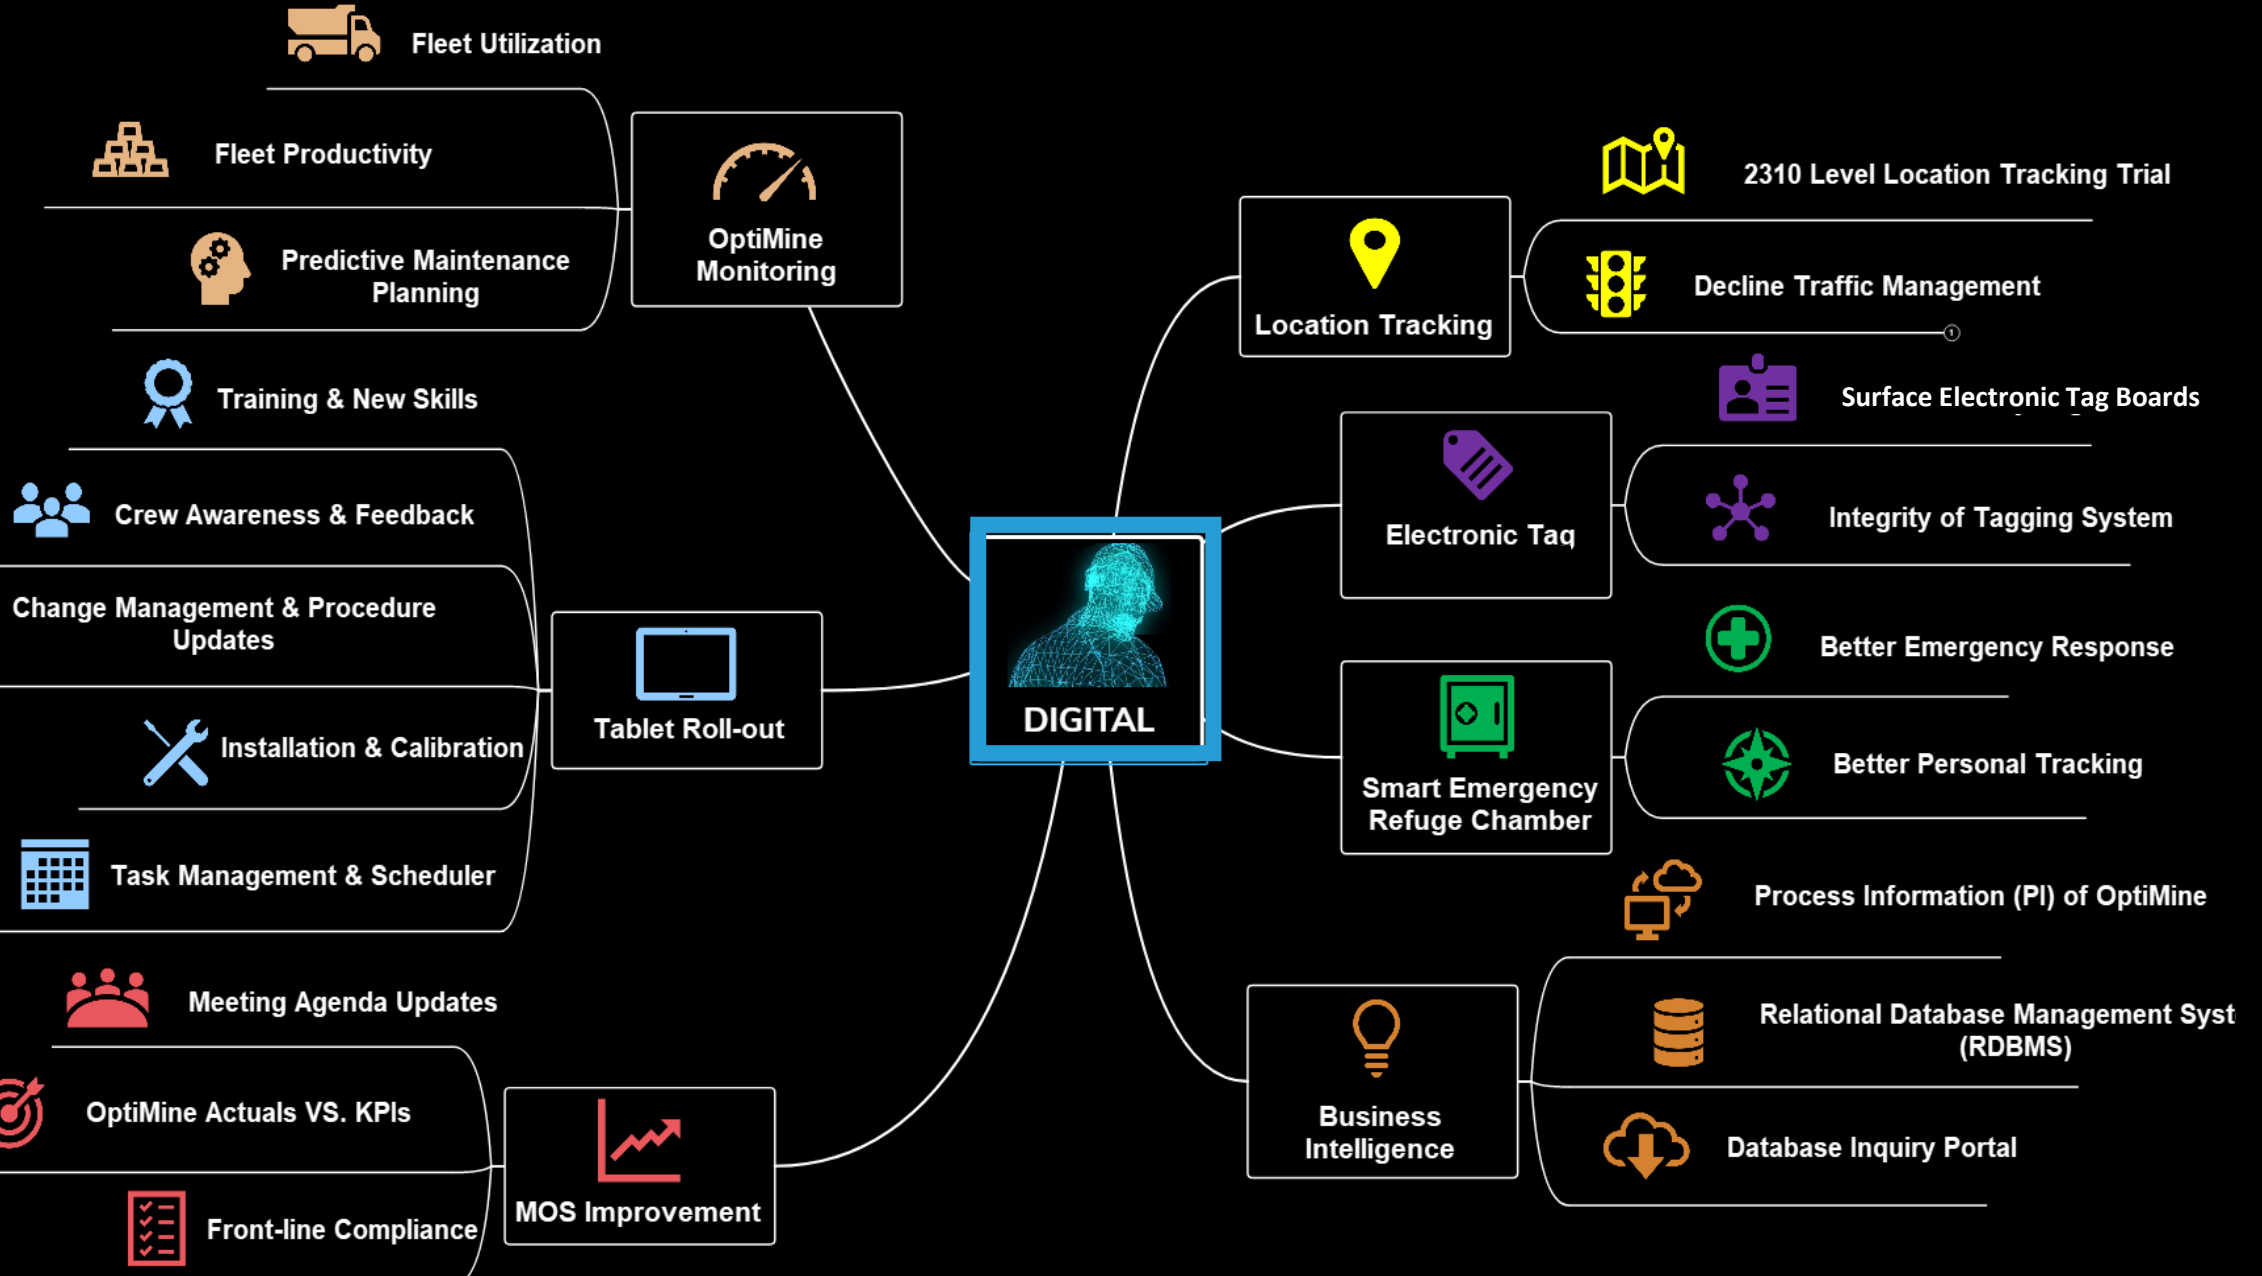 Fleet Utilization
Fleet Productivity
Predictive Maintenance
Planning
OptiMine
Monitoring
Training & New Skills
Crew Awareness & Feedback
Change Management & Procedure
Updates
Installation & Calibration
Task Management & Scheduler
Tablet Roll-out
Meeting Agenda Updates
OptiMine Actuals VS. KPIs
Front-line Compliance
MOS Improvement
DIGITAL
Location Tracking
2310 Level Location Tracking Trial
Decline Traffic Management
1
Electronic Tag
Surface Electronic Tag Boards
Integrity of Tagging System
Smart Emergency
Refuge Chamber
Better Emergency Response
Better Personal Tracking
Business
Intelligence
Process Information (PI) of OptiMine
Relational Database Management Syst
(RDBMS)
Database Inquiry Portal